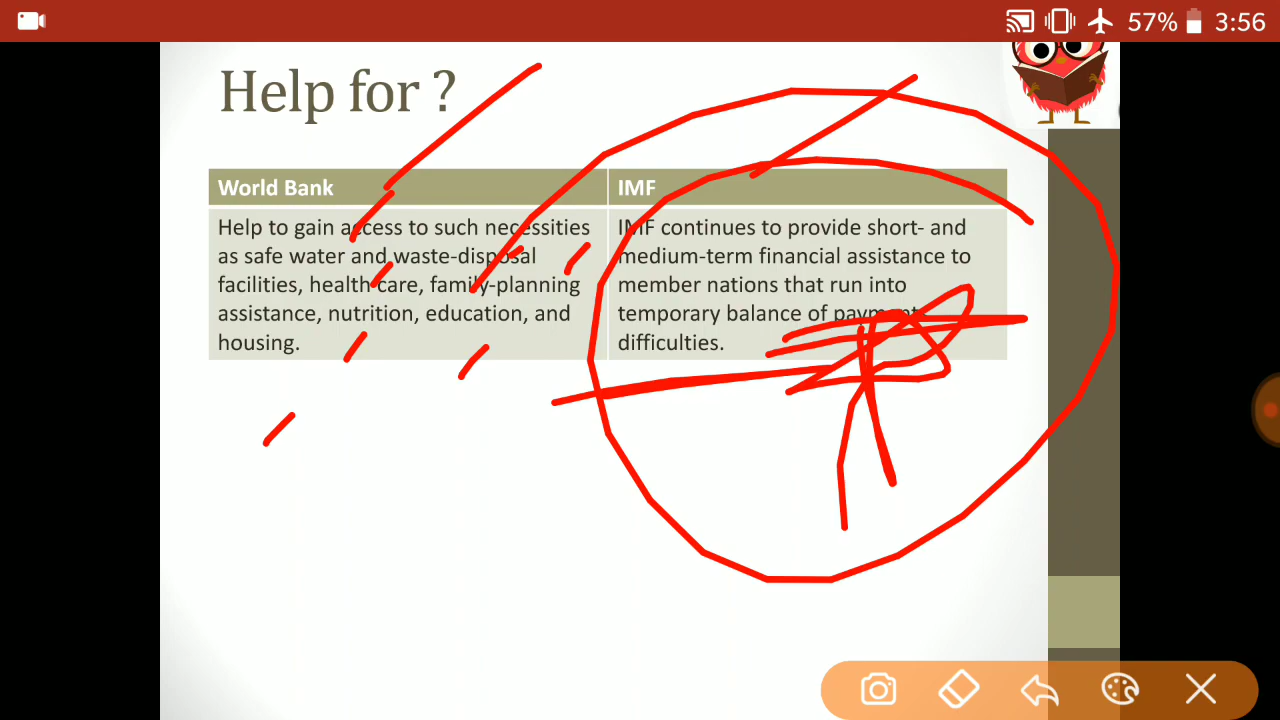 57% 3:56
Help for ?
World Bank
IMF
Help to gain access to such necessities
as safe water and waste-disposal
facilities, health care, family-planning
assistance, nutrition, education, and
housing.
IMF continues to provide short- and
medium-term financial assistance to
member nations that run into
temporary balance of payment
difficulties.